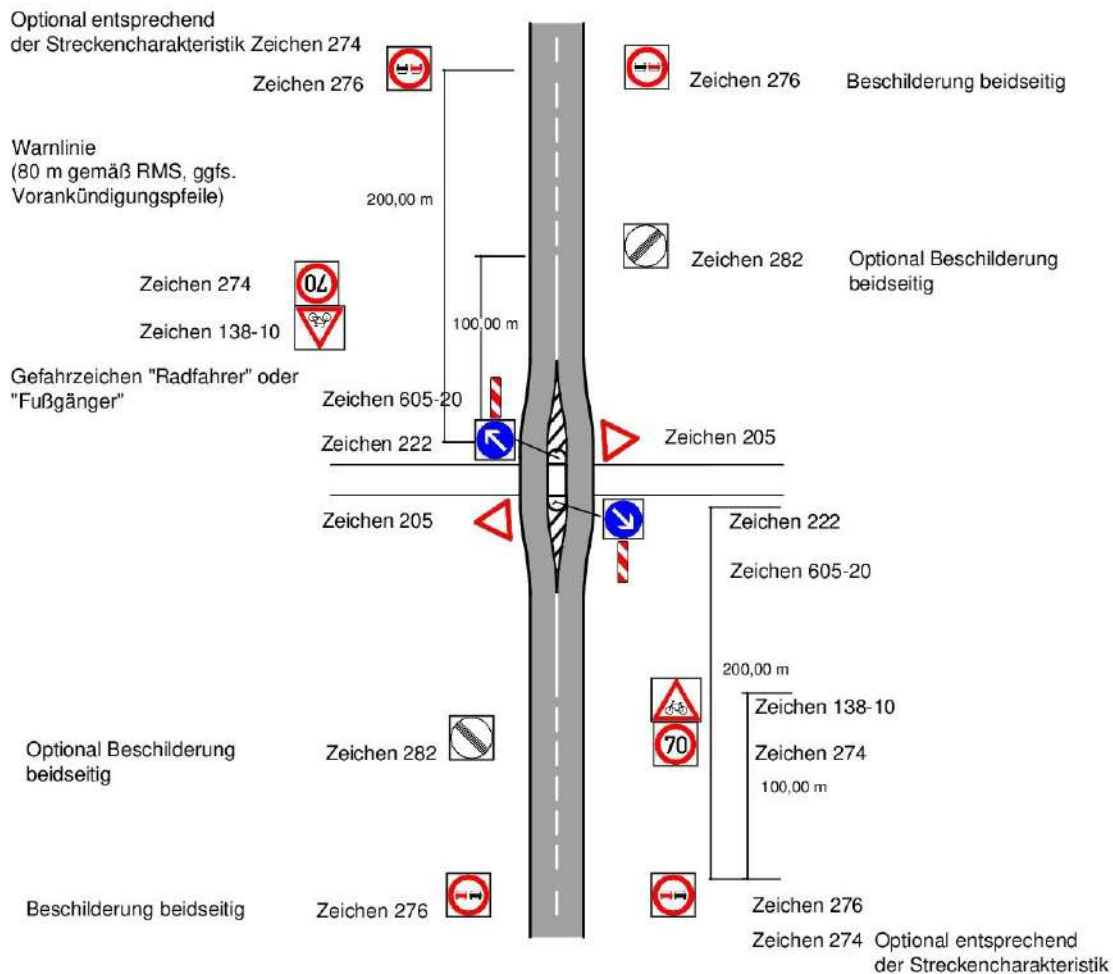 Optional entsprechend
der Streckencharakteristik Zeichen 274
Zeichen 276
Zeichen 276
Beschilderung beidseitig
Warnlinie
(80 m gemäß RMS, ggfs.
Vorankündigungspfeile)
200,00 m
Zeichen 282
Optional Beschilderung
beidseitig
Zeichen 274
70
Zeichen 138-10
100,00 m
Gefahrzeichen "Radfahrer" oder
"Fußgänger"
Zeichen 605-20
Zeichen 222
Zeichen 205
Zeichen 205
Zeichen 222
Zeichen 605-20
200,00 m
Zeichen 138-10
70
Zeichen 274
100,00 m
Optional Beschilderung
beidseitig
Zeichen 282
Beschilderung beidseitig
Zeichen 276
Zeichen 276
Zeichen 274 Optional entsprechend
der Streckencharakteristik